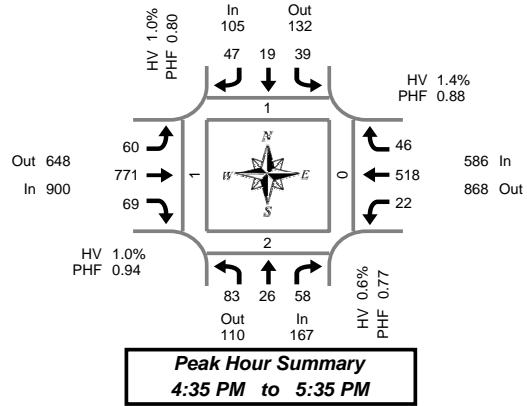 HV 1.0%
PHF 0.80
In
105
Out
132
47 19 39
HV 1.4%
PHF 0.88
1
60
46
Out 648
771
1
N
W E
S
0
518
586 In
In 900
69
22
868 Out
2
HV 1.0%
PHF 0.94
83 26 58
HV 0.6%
PHF 0.77
Out
110
In
167
Peak Hour Summary
4:35 PM to 5:35 PM